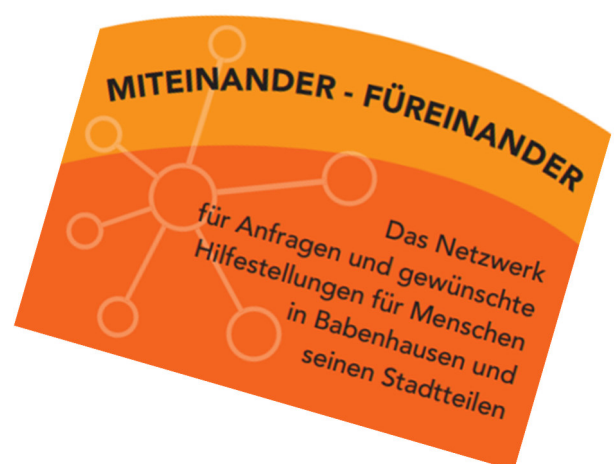 MITEINANDER - FÜREINANDER
Das Netzwerk
für Anfragen und gewünschte
Hilfestellungen für Menschen
in Babenhausen und
seinen Stadtteilen